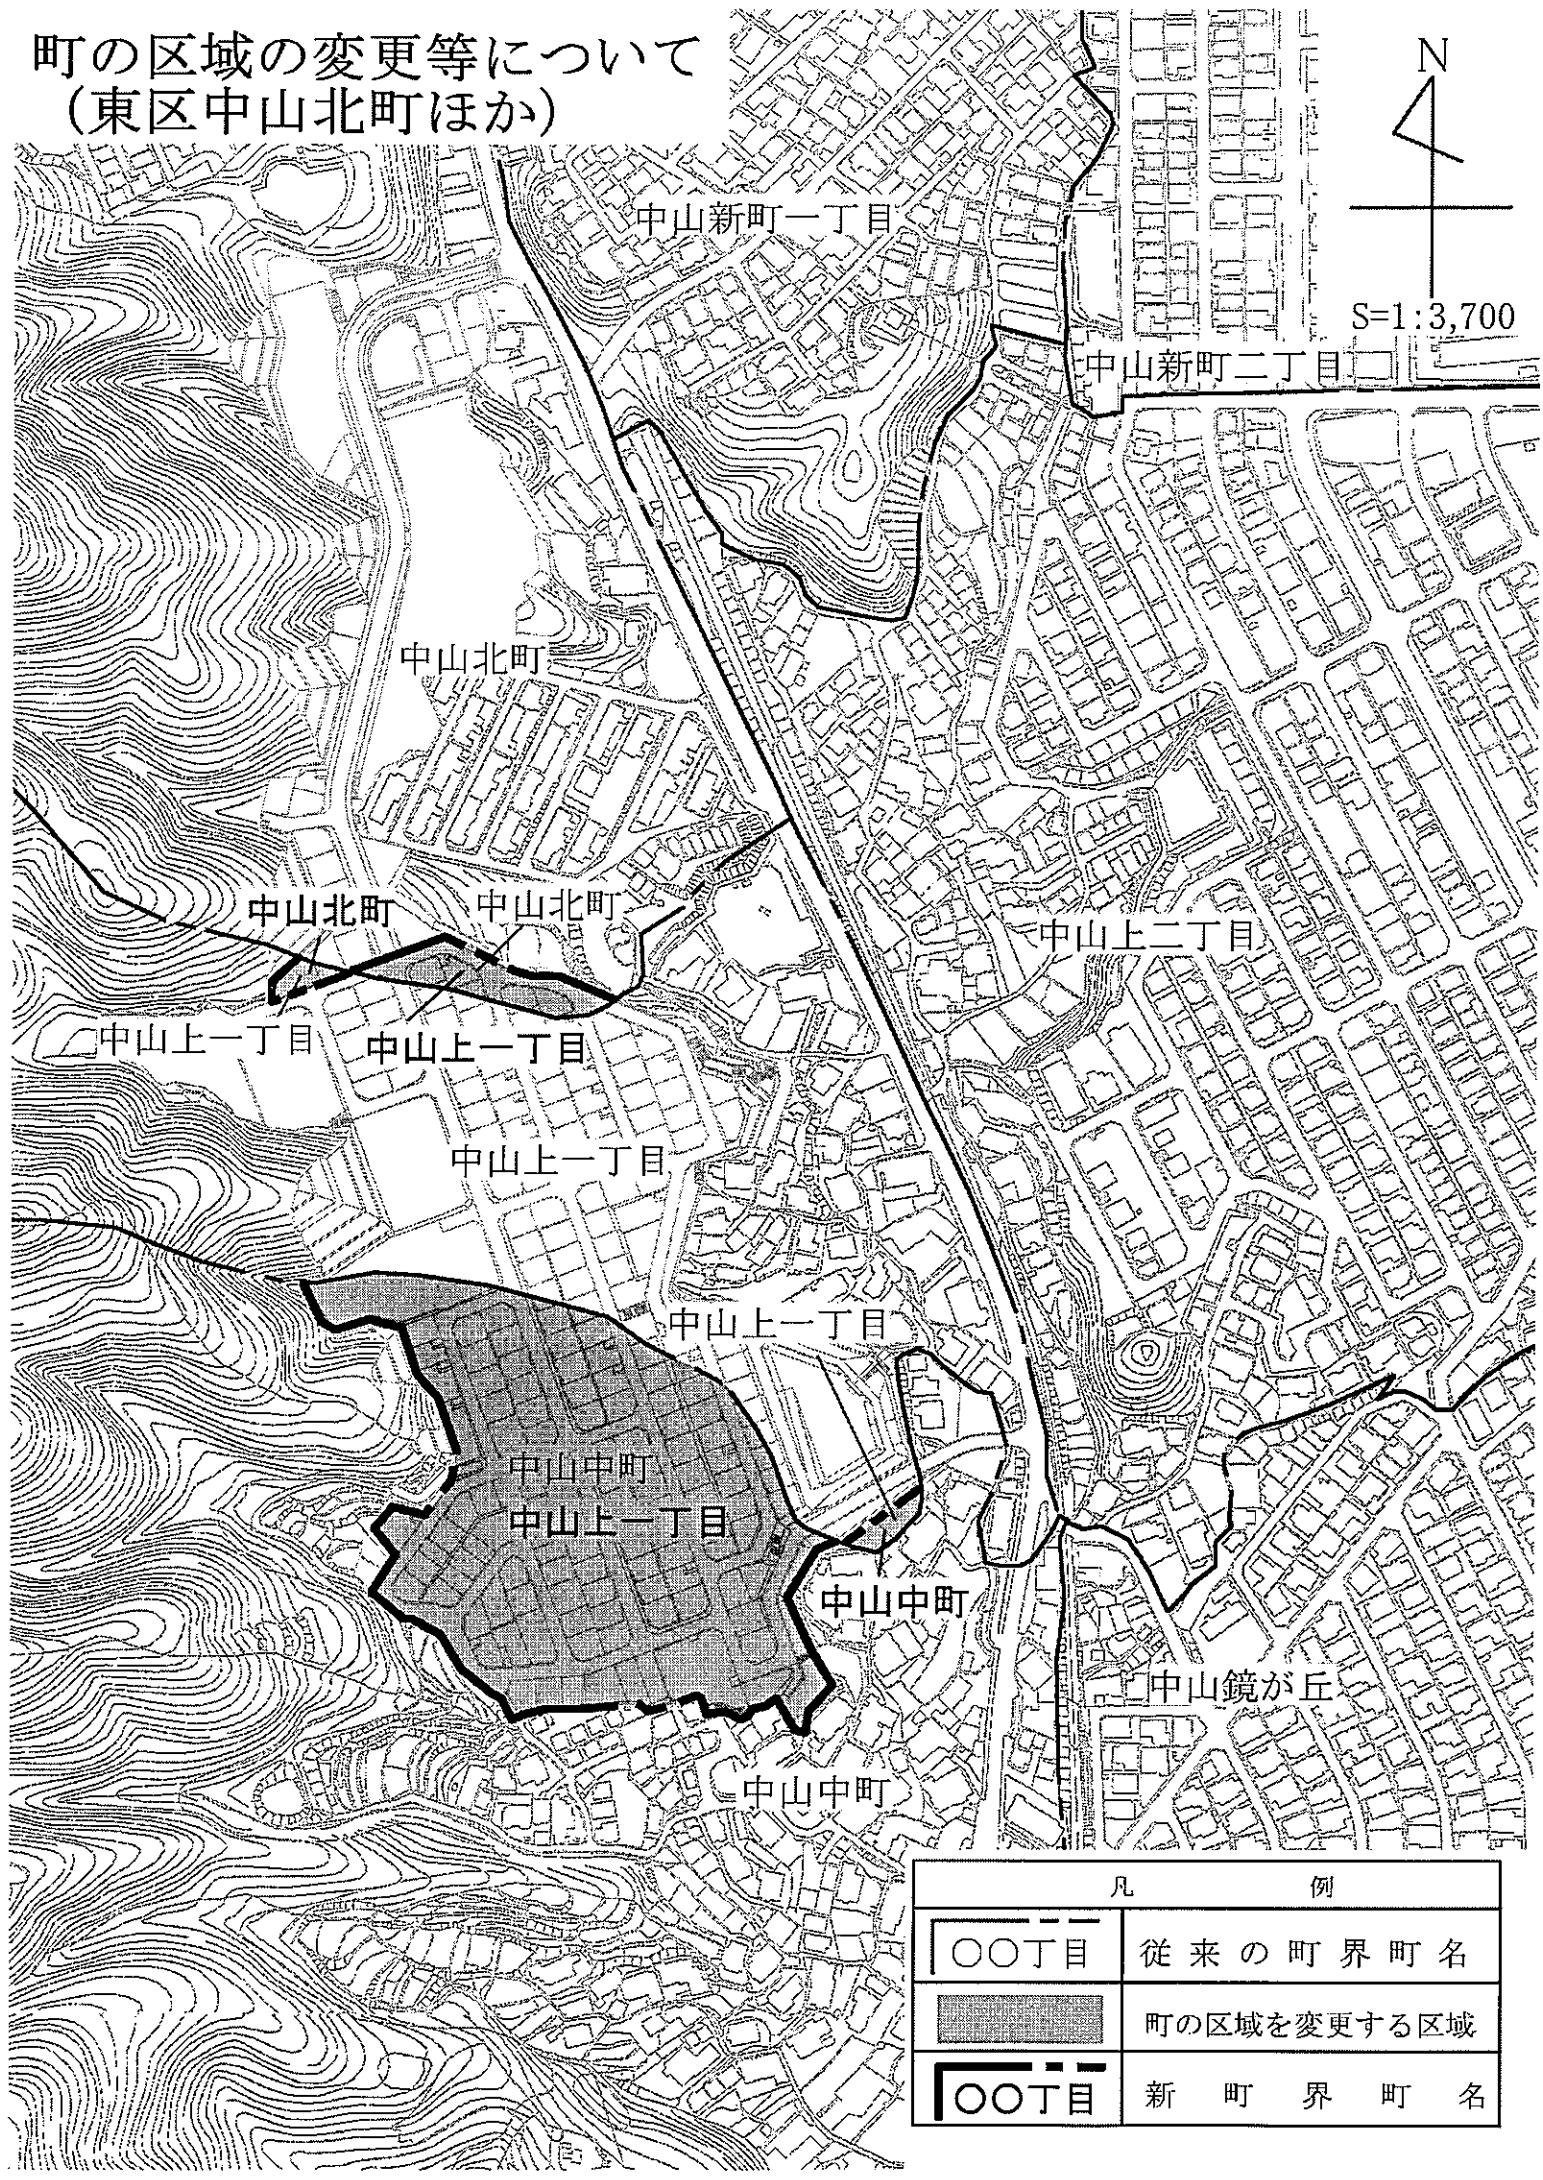 町の区域の変更等について
（東区中山北町ほか）
N
S=1:3,700
中山新町一丁目
中山新町二丁目
中山北町
中山北町
中山北町
中山上二丁目
中山上一丁目
中山上一丁目
中山上一丁目
中山上一丁目
中山中町
中山上一丁目
中山中町
中山鏡が丘
中山中町
凡例
○○丁目
従来の町界町名
町の区域を変更する区域
○○丁目
新町界町名